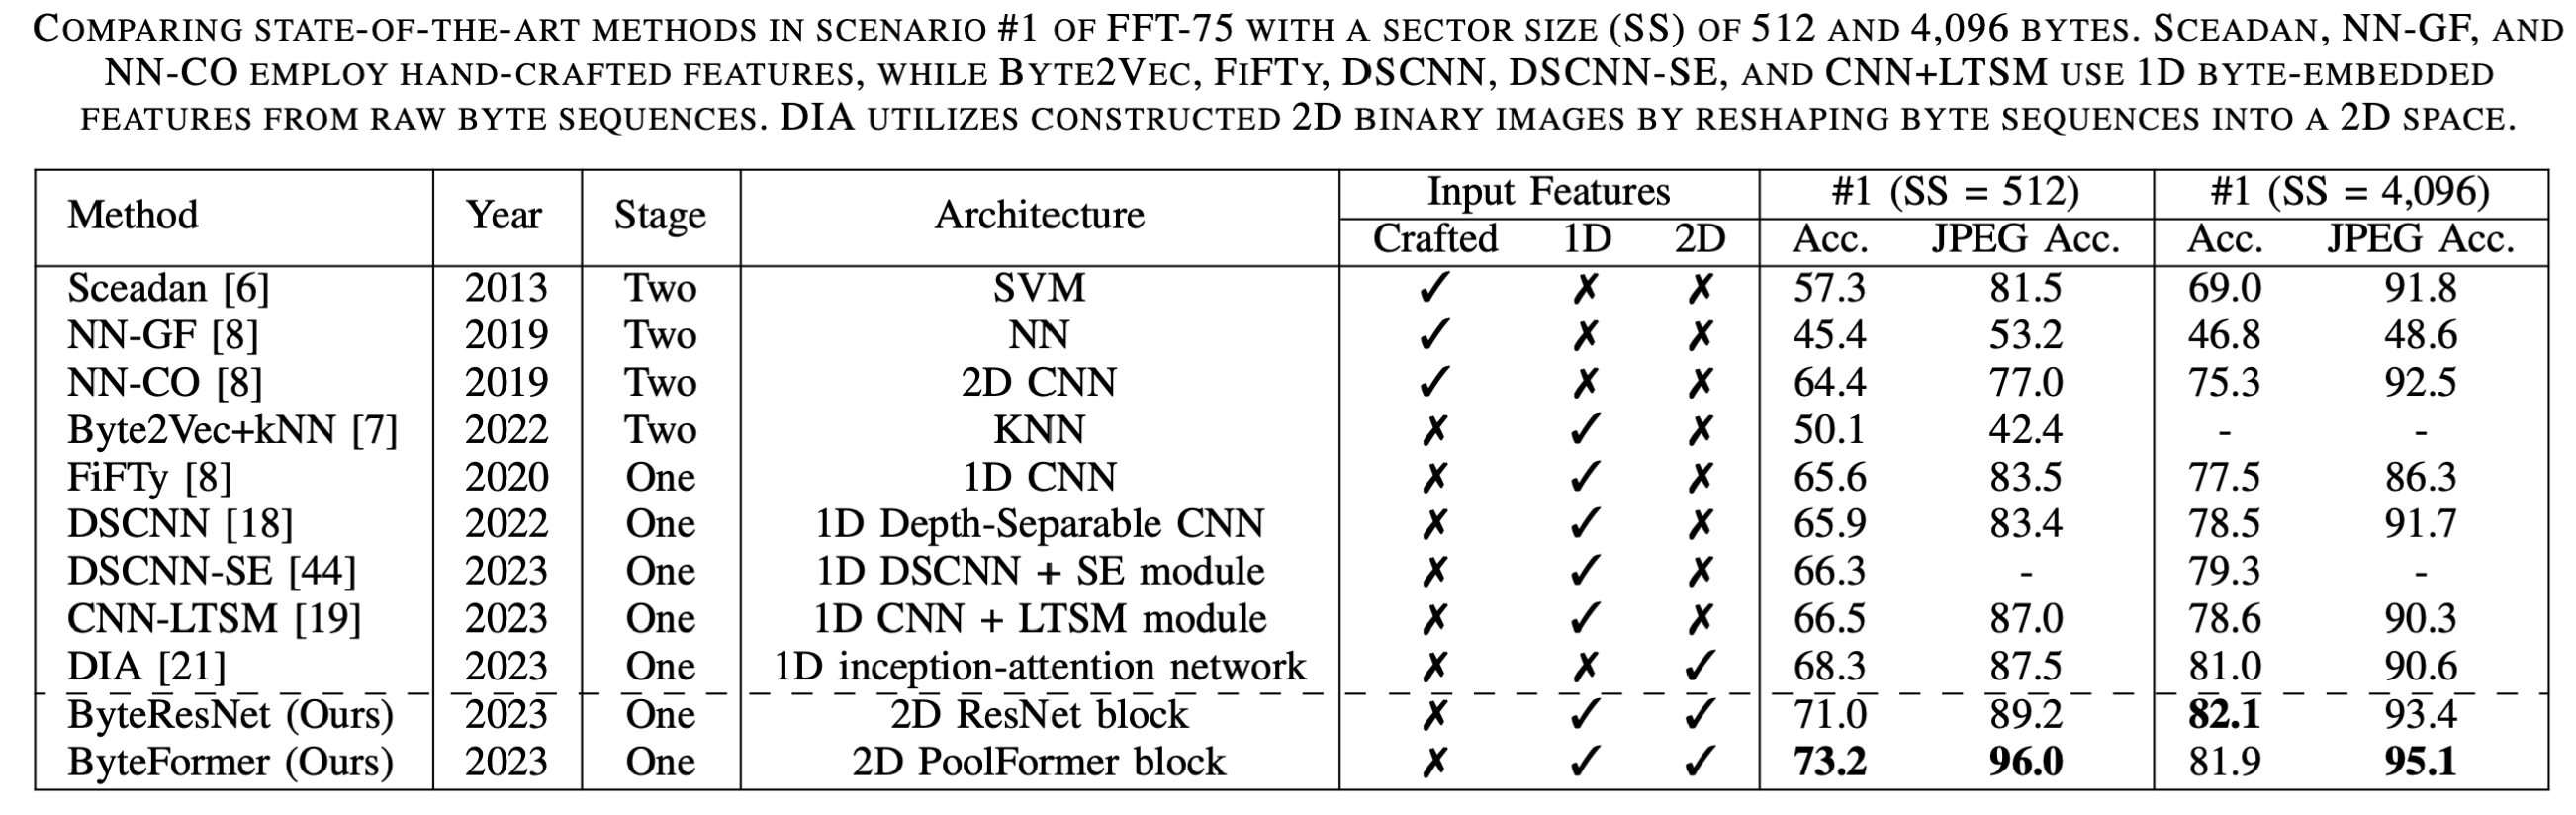 COMPARING STATE-OF-THE-ART METHODS IN SCENARIO #1 OF FFT-75 WITH A SECTOR SIZE (SS) OF 512 AND 4,096 BYTES. SCEADAN, NN-GF, AND
NN-CO EMPLOY HAND-CRAFTED FEATURES, WHILE BYTE2VEC, FIFTY, DSCNN, DSCNN-SE, AND CNN+LTSM USE 1D BYTE-EMBEDDED
FEATURES FROM RAW BYTE SEQUENCES. DIA UTILIZES CONSTRUCTED 2D BINARY IMAGES BY RESHAPING BYTE SEQUENCES INTO A 2D SPACE.
Method Year Stage Architecture Input Features #1 (SS = 512) #1 (SS = 4,096)
Crafted 1D 2D Acc. JPEG Acc. Acc. JPEG Acc.
Sceadan [6] 2013 Two SVM ✓ ✗ ✗ 57.3 81.5 69.0 91.8
NN-GF [8] 2019 Two NN ✓ ✗ ✗ 45.4 53.2 46.8 48.6
NN-CO [8] 2019 Two 2D CNN ✓ ✗ ✗ 64.4 77.0 75.3 92.5
Byte2Vec+kNN [7] 2022 Two KNN ✗ ✓ ✗ 50.1 42.4 - -
FiFTy [8] 2020 One 1D CNN ✗ ✓ ✗ 65.6 83.5 77.5 86.3
DSCNN [18] 2022 One 1D Depth-Separable CNN ✗ ✓ ✗ 65.9 83.4 78.5 91.7
DSCNN-SE [44] 2023 One 1D DSCNN + SE module ✗ ✓ ✗ 66.3 - 79.3 -
CNN-LTSM [19] 2023 One 1D CNN + LTSM module ✗ ✓ ✗ 66.5 87.0 78.6 90.3
DIA [21] 2023 One 1D inception-attention network ✗ ✗ ✓ 68.3 87.5 81.0 90.6
ByteResNet (Ours) 2023 One 2D ResNet block ✗ ✓ ✓ 71.0 89.2 82.1 93.4
ByteFormer (Ours) 2023 One 2D PoolFormer block ✗ ✓ ✓ 73.2 96.0 81.9 95.1